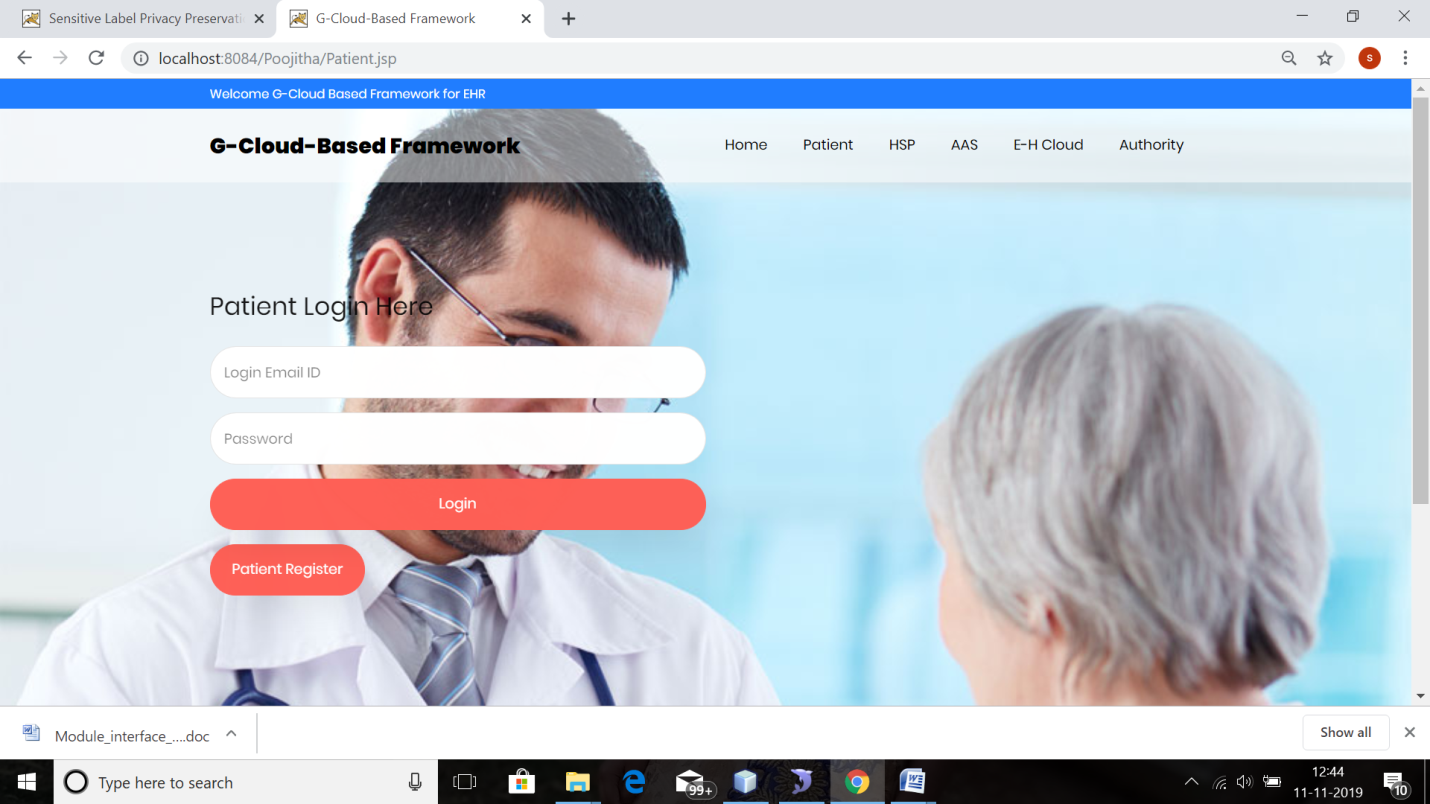 Sensitive Label Privacy Preservati
G-Cloud-Based Framework
localhost:8084/Poojitha/Patient.jsp
s
Welcome G-Cloud Based Framework for EHR
G-Cloud-Based Framework
Home Patient HSP AAS E-H Cloud Authority
Patient Login Here
Login Email ID
Password
Login
Patient Register
Module_interface_....doc
Show all
Type here to search
99+
12:44
11-11-2019
10